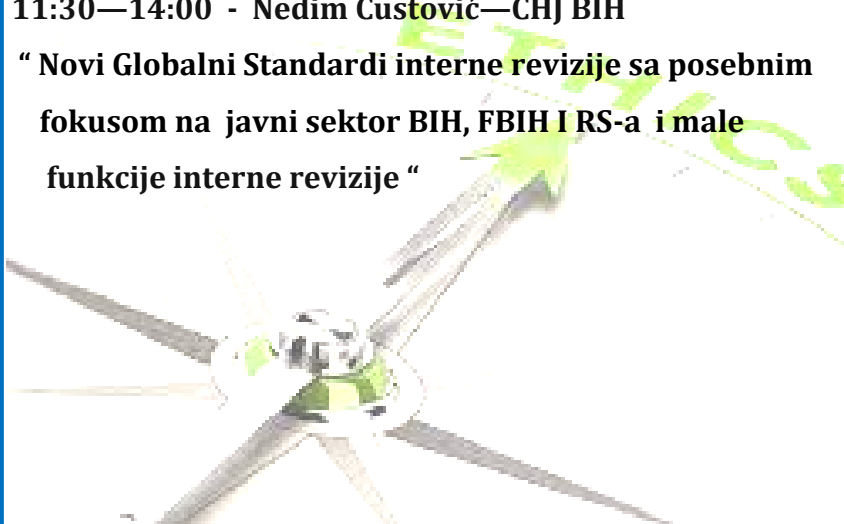 11:30—14:00 - Nedim Čustović—CHJ BIH
“ Novi Globalni Standardi interne revizije sa posebnim
fokusom na javni sektor BIH, FBIH I RS-a i male
funkcije interne revizije “
ETHICS